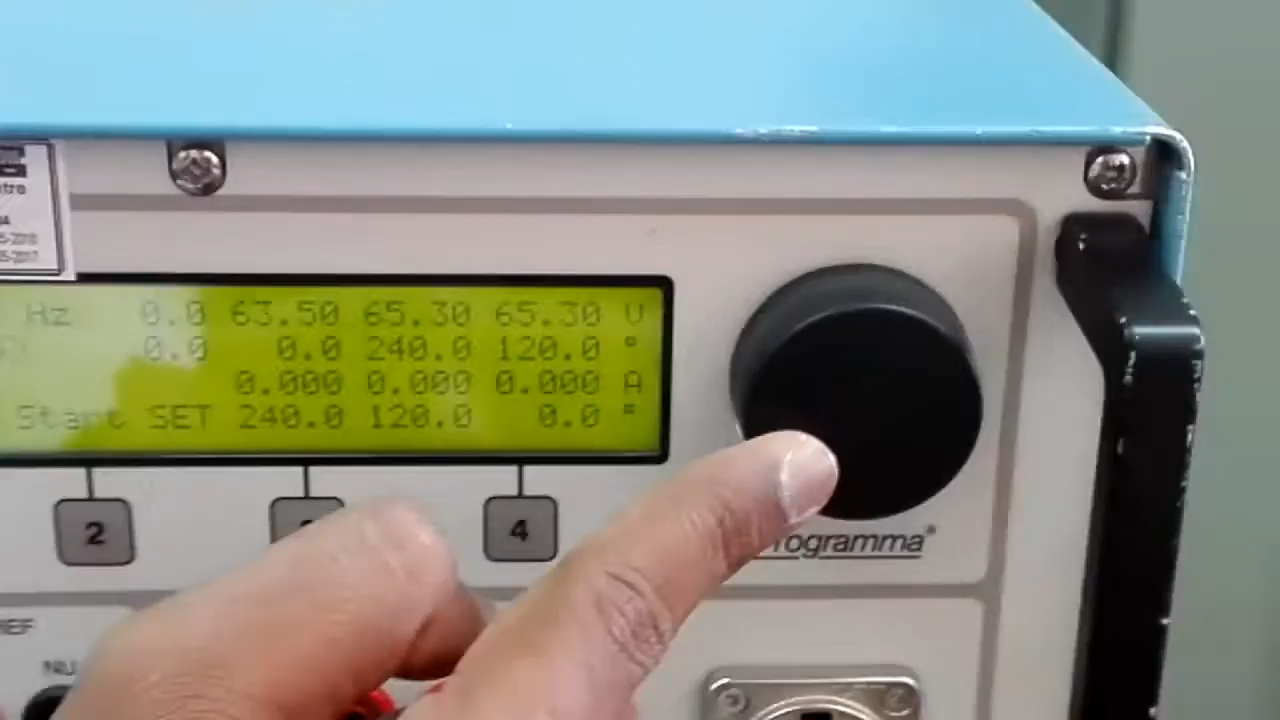 Hz 0.0 63.50 65.30 65.30 V
0.0 0.0 240.0 120.0 °
0.000 0.000 0.000 A
Start SET 240.0 120.0 0.0 °
2
4
rogramma®
NU